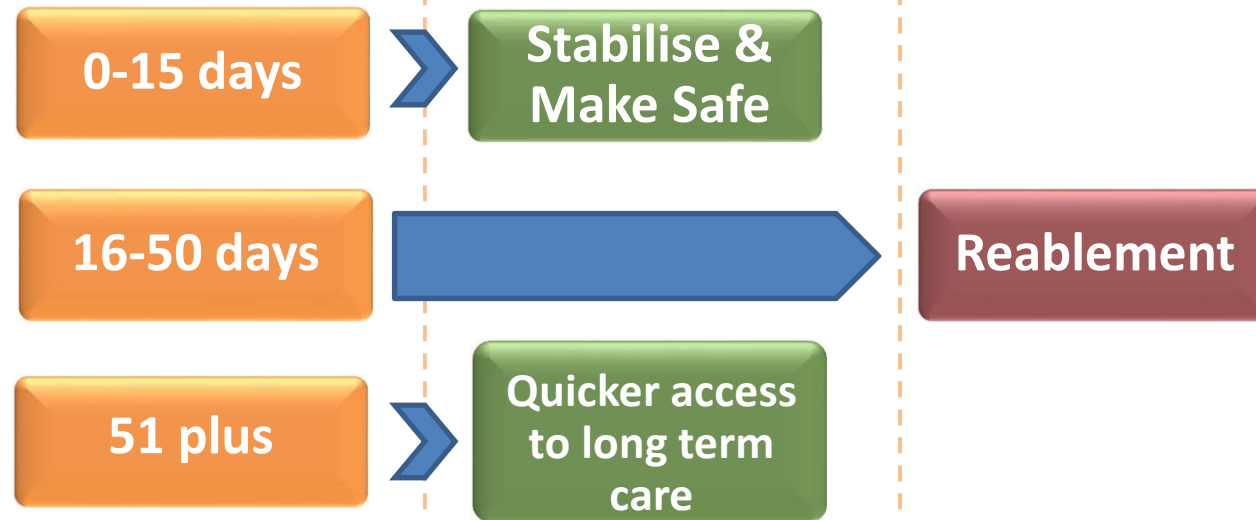 0-15 days
Stabilise &
Make Safe
16-50 days
Reablement
51 plus
Quicker access
to long term
care